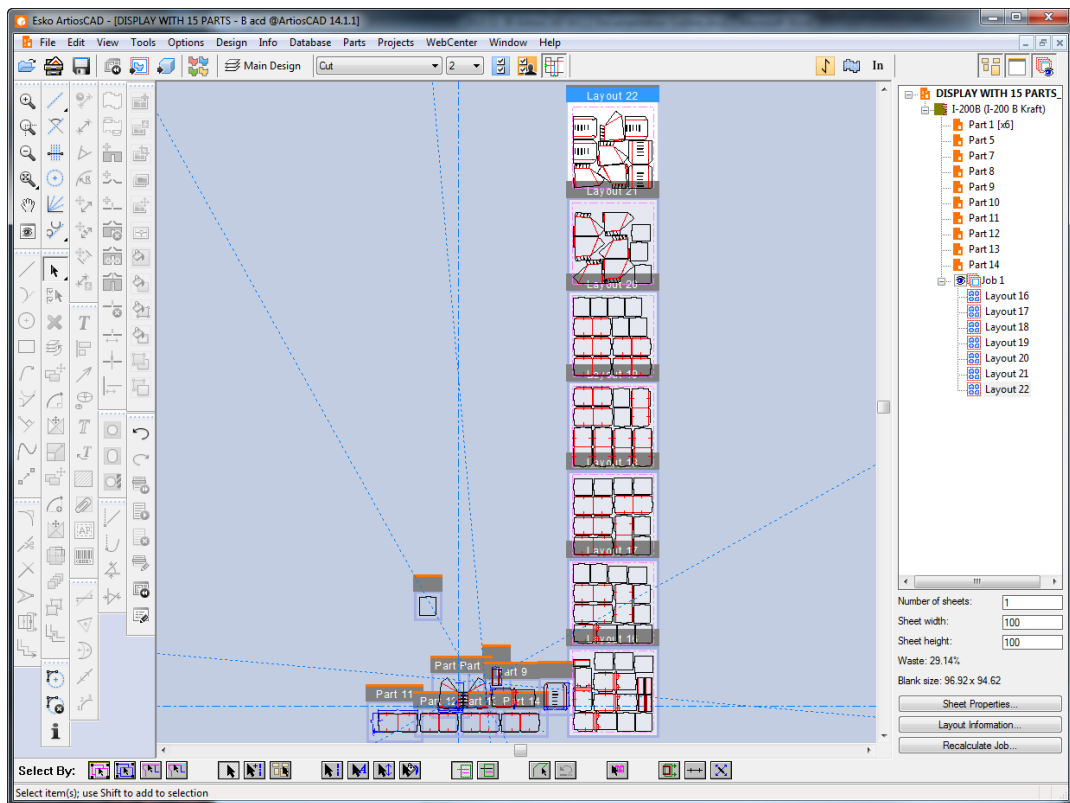 Esko ArtiosCAD - [DISPLAY WITH 15 PARTS - B acd @ArtiosCAD 14.1.1]
File Edit View Tools Options Design Info Database Parts Projects WebCenter Window Help
Main Design Cut 2 In
Layout 22
Layout 21
Layout 20
Layout 19
Layout 18
Layout 17
Layout 16
Part Part
Part 9
Part 11 Part 12 Part 13 Part 14
DISPLAY WITH 15 PARTS_
I-200B (I-200 B Kraft)
Part 1 [x6]
Part 5
Part 7
Part 8
Part 9
Part 10
Part 11
Part 12
Part 13
Part 14
Job 1
Layout 16
Layout 17
Layout 18
Layout 19
Layout 20
Layout 21
Layout 22
Number of sheets: 1
Sheet width: 100
Sheet height: 100
Waste: 29.14%
Blank size: 96.92 x 94.62
Sheet Properties...
Layout Information...
Recalculate Job...
Select By:
Select item(s); use Shift to add to selection